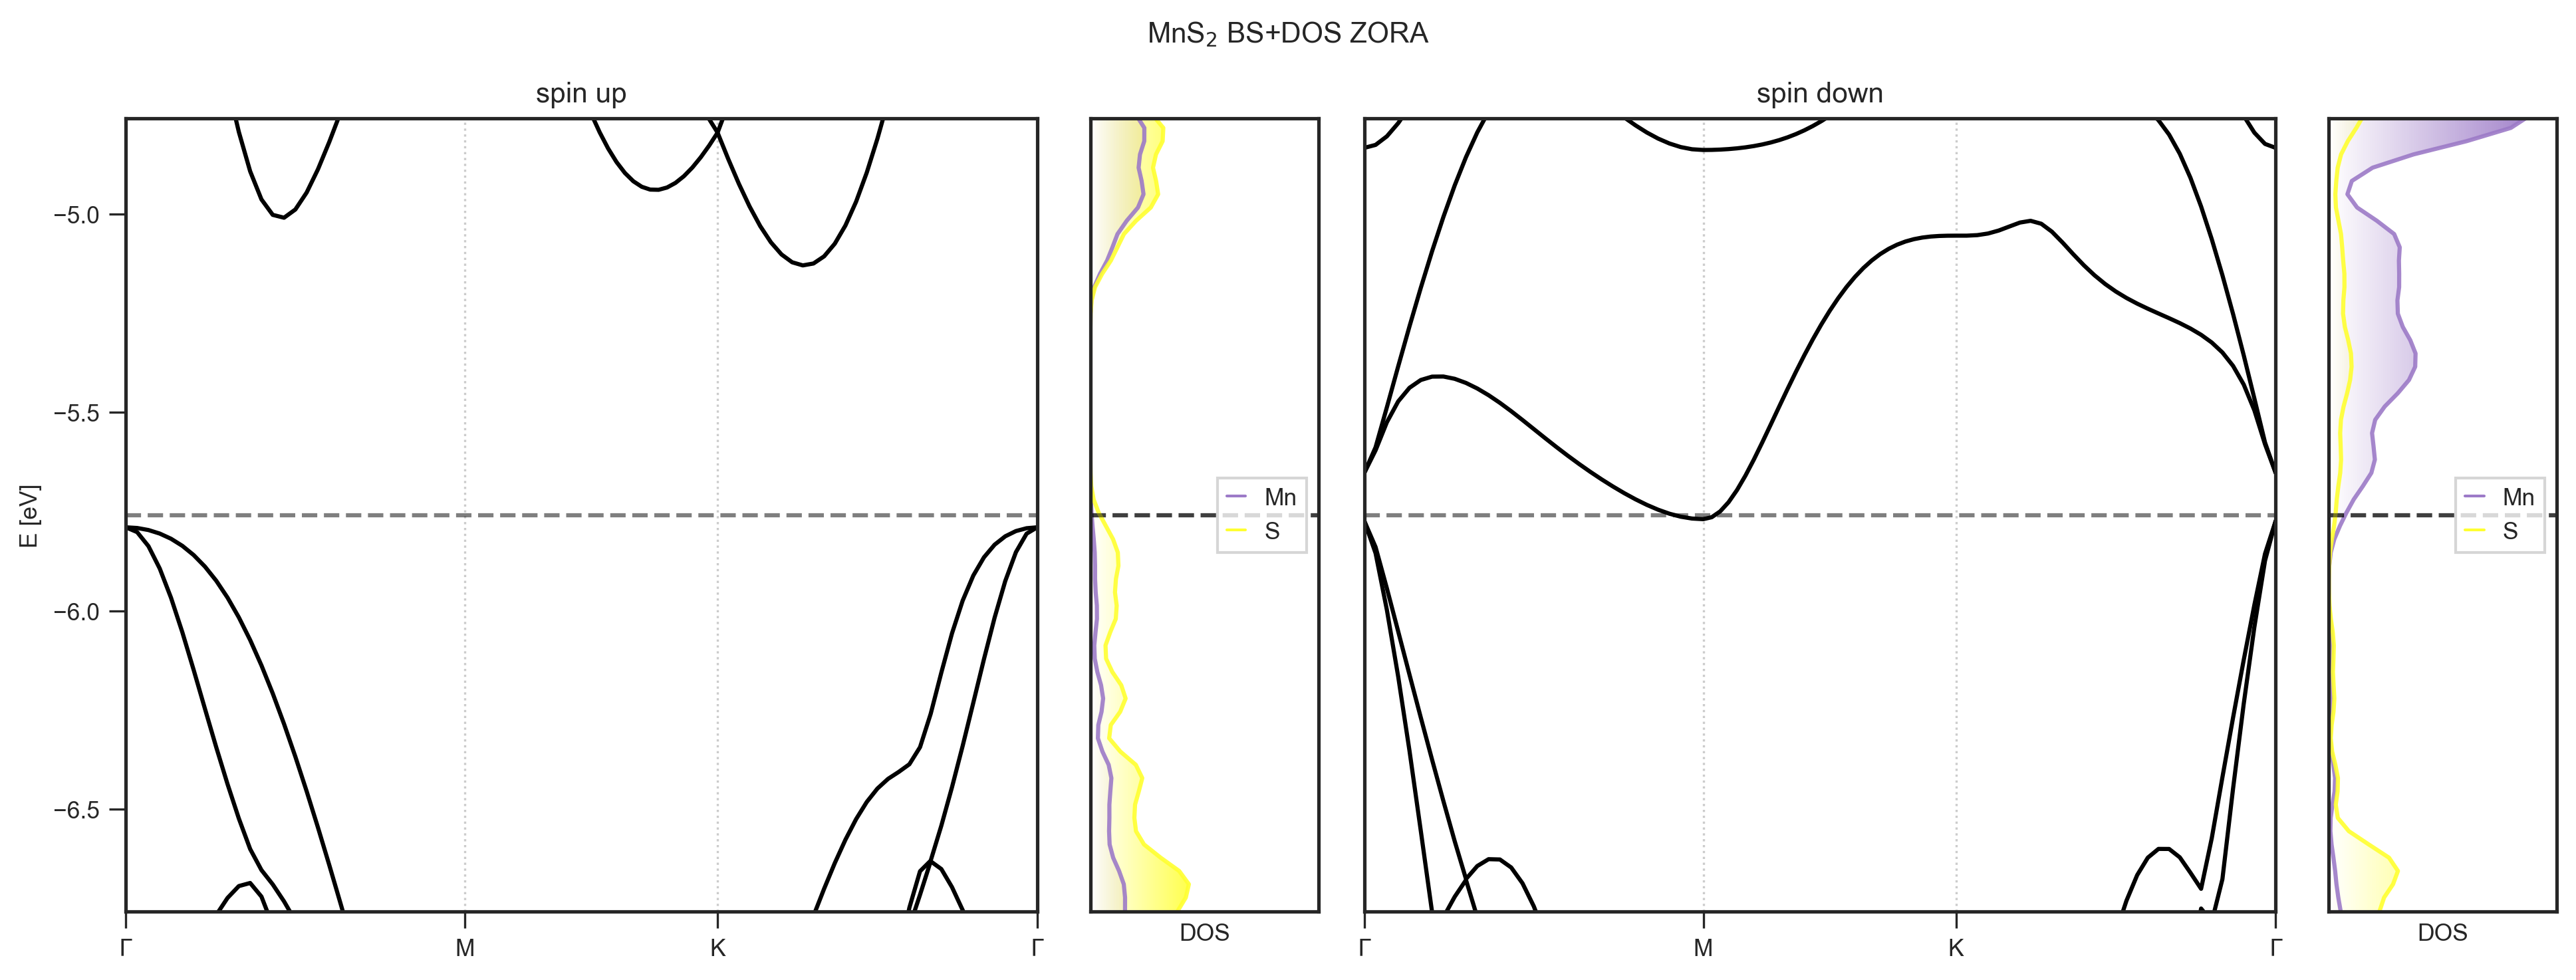 MnS₂ BS+DOS ZORA
spin up
spin down
E [eV]
−5.0
−5.5
−6.0
−6.5
Γ
M
K
Γ
Mn
S
DOS
Γ
M
K
Γ
Mn
S
DOS